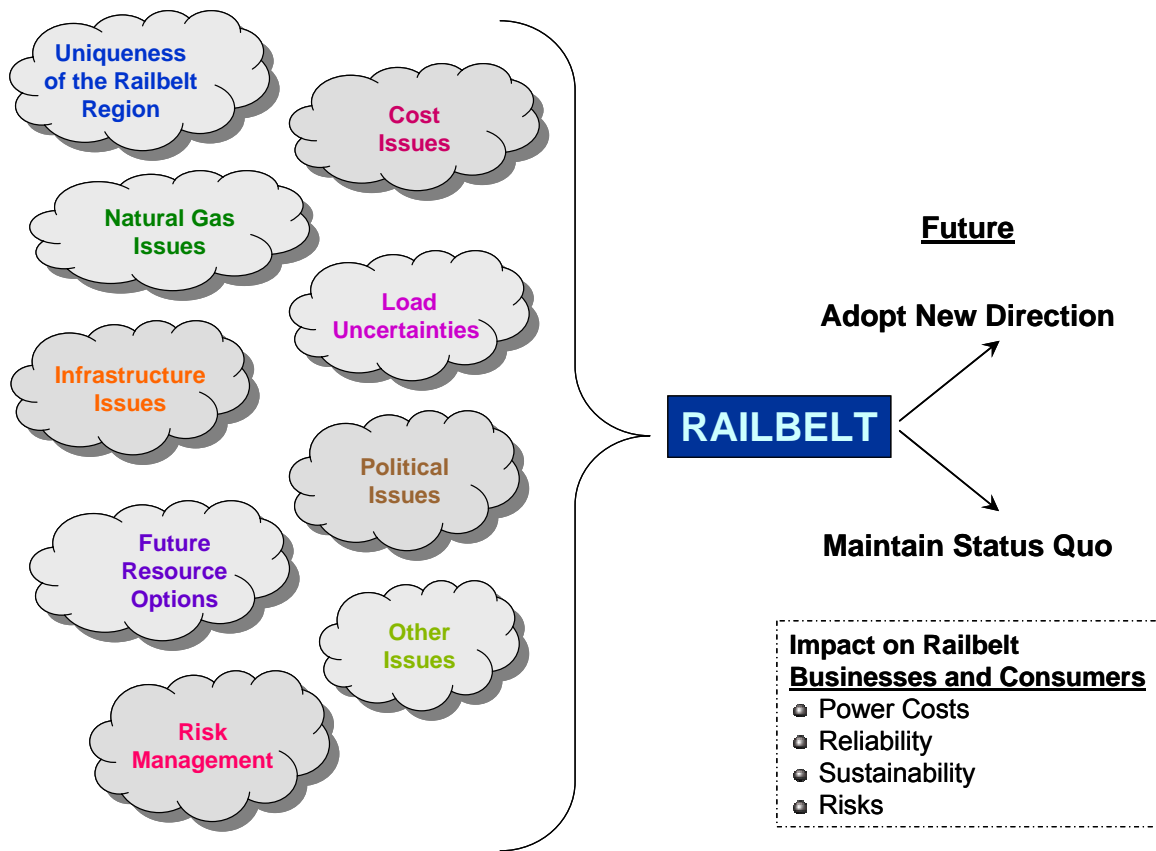 Uniqueness
of the Railbelt
Region
Cost
Issues
Natural Gas
Issues
Load
Uncertainties
Infrastructure
Issues
Political
Issues
Future
Resource
Options
Other
Issues
Risk
Management
RAILBELT
Future
Adopt New Direction
Maintain Status Quo
Impact on Railbelt
Businesses and Consumers
Power Costs
Reliability
Sustainability
Risks